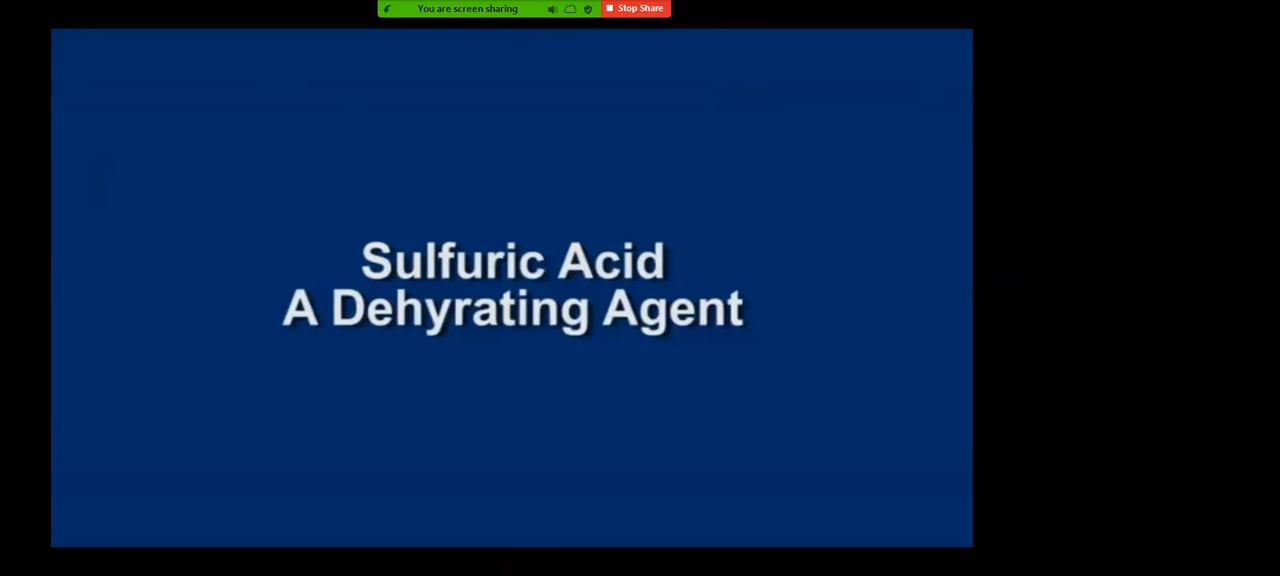 You are screen sharing
Stop Share
Sulfuric Acid
A Dehyrating Agent